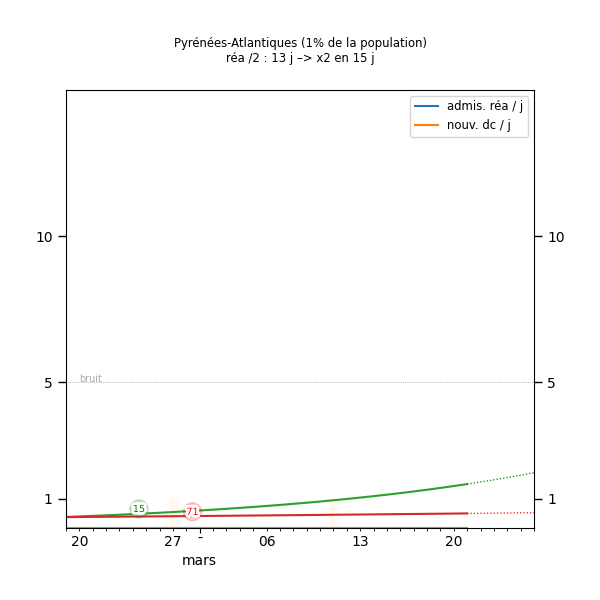 Pyrénées-Atlantiques (1% de la population)
réa /2 : 13 j –> x2 en 15 j
admis. réa / j
nouv. dc / j
10
10
bruit
5
5
1
1
15
71
20
27
-
06
13
20
mars